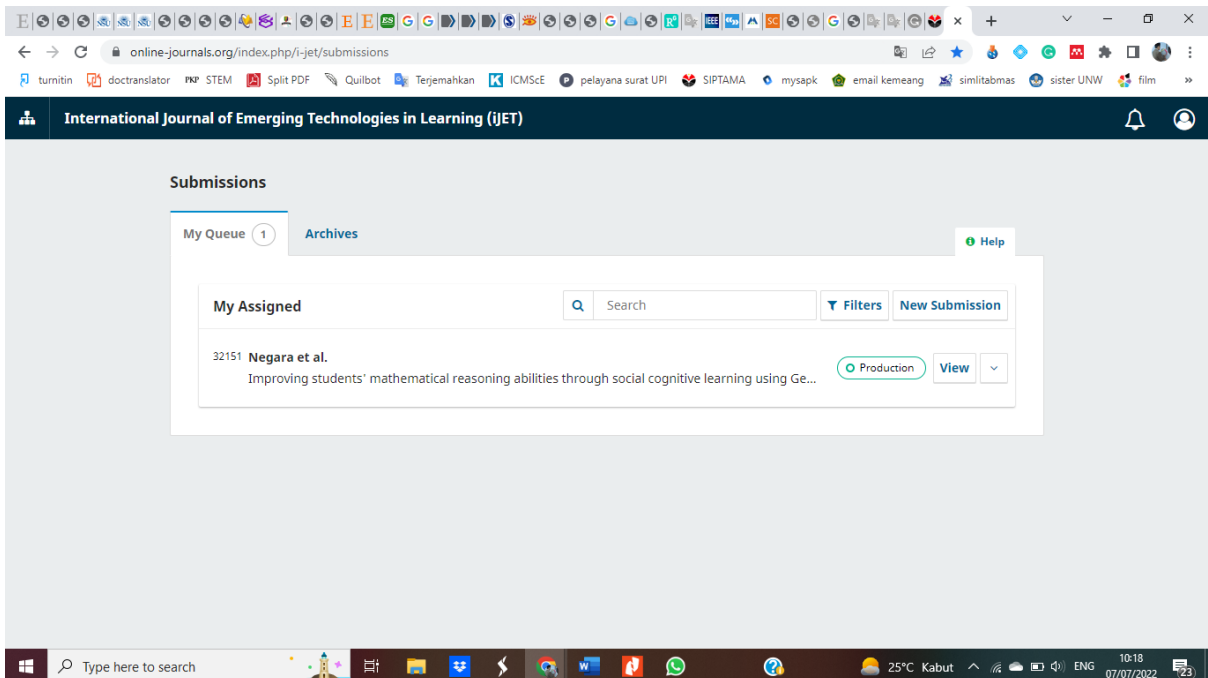 online-journals.org/index.php/i-jet/submissions
turnitin doctranslator PKP STEM Split PDF Quilbot Terjemahkan ICMScE pelayana surat UPI SIPTAMA mysapk email kemeang simlitabmas sister UNW film »
International Journal of Emerging Technologies in Learning (iJET)
Submissions
My Queue 1 Archives
Help
My Assigned Search Filters New Submission
32151 Negara et al. Production View
Improving students' mathematical reasoning abilities through social cognitive learning using Ge...
Type here to search 25°C Kabut ENG 10:18
07/07/2022 23